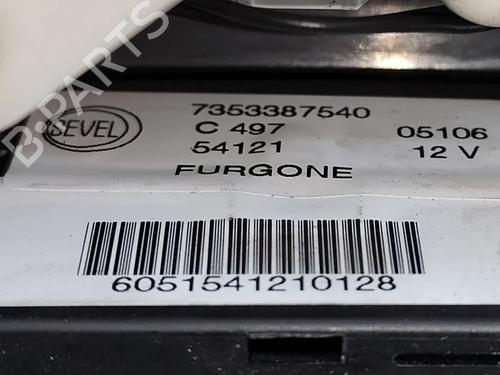 SEVEL
7353387540
C 497 05106
54121 12 V
FURGONE
6051541210128
B-PARTS